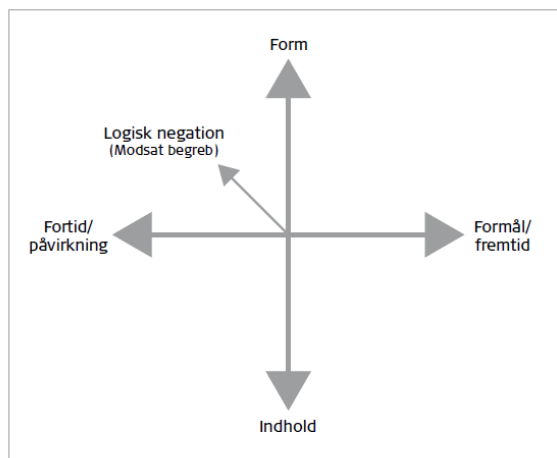 Form
Logisk negation
(Modsat begreb)
Fortid/
påvirkning
Formål/
fremtid
Indhold